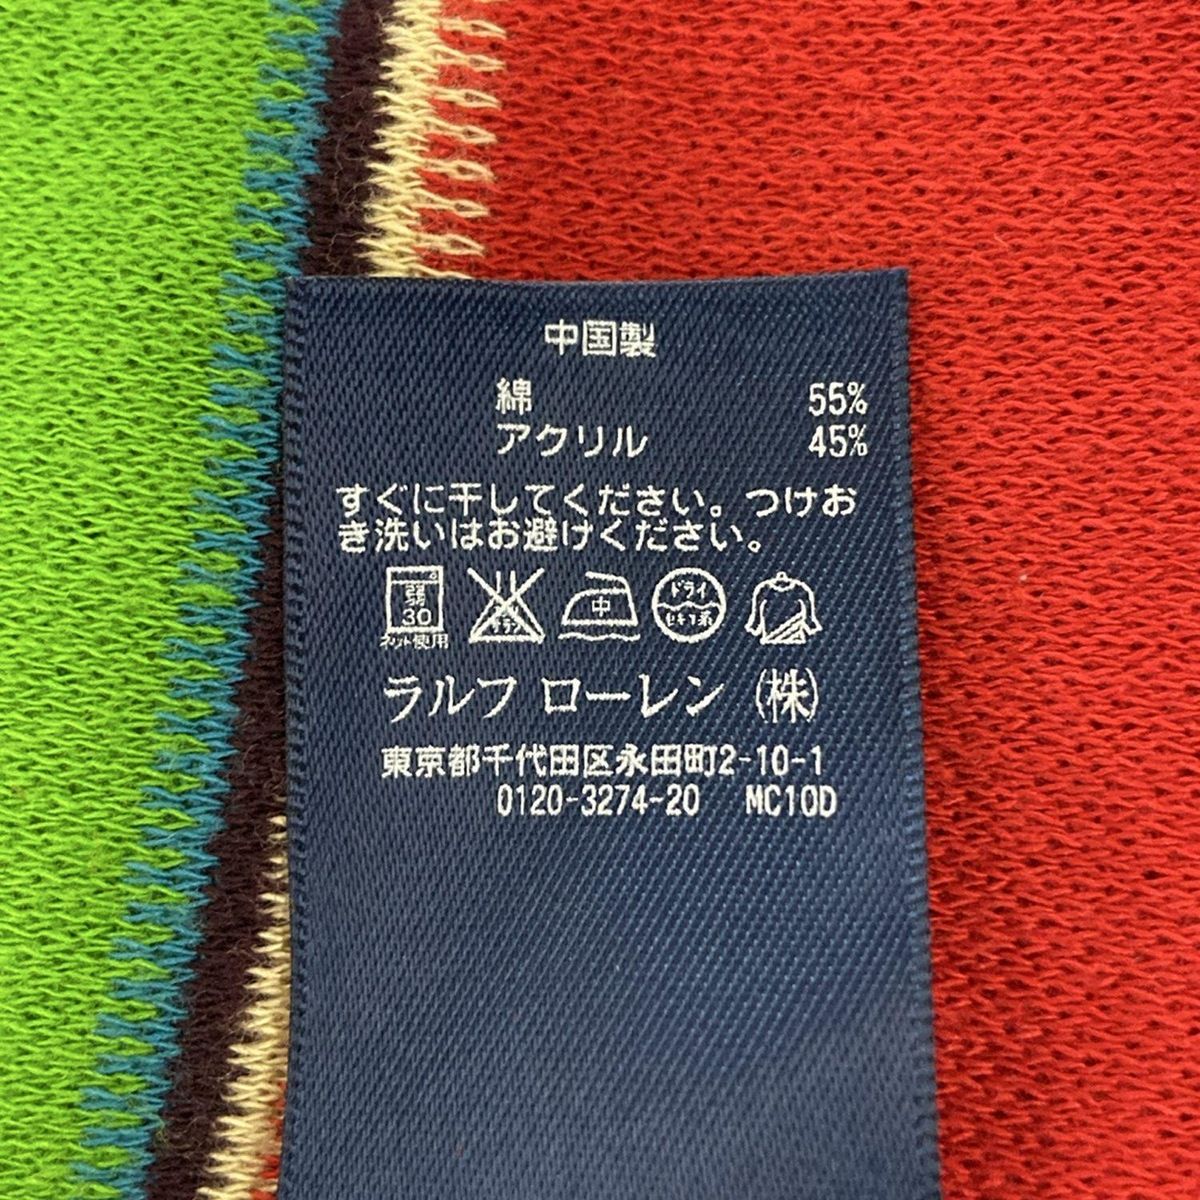 中国製
綿 55%
アクリル 45%
すぐに干してください。つけお
き洗いはお避けください。
弱
30
ネット使用
中
ドライ
セキユ系
ラルフ ローレン (株)
東京都千代田区永田町2-10-1
0120-3274-20 MC10D